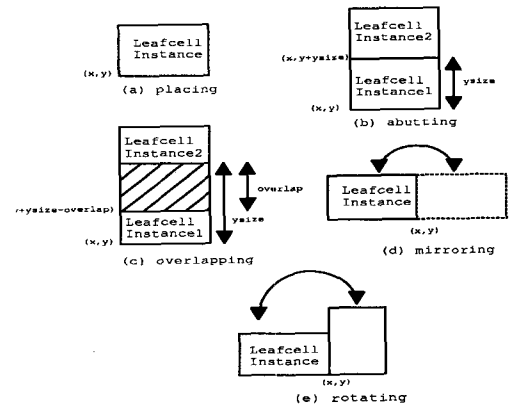 Leafcell
Instance
(x,y)
(a) placing
Leafcell
Instance2
(x,y+ysize)
Leafcell
Instance1
ysize
(x,y)
(b) abutting
Leafcell
Instance2
overlap
ysize
+ysize-overlap)
Leafcell
Instance1
(x,y)
(c) overlapping
Leafcell
Instance
(x,y)
(d) mirroring
Leafcell
Instance
(x,y)
(e) rotating